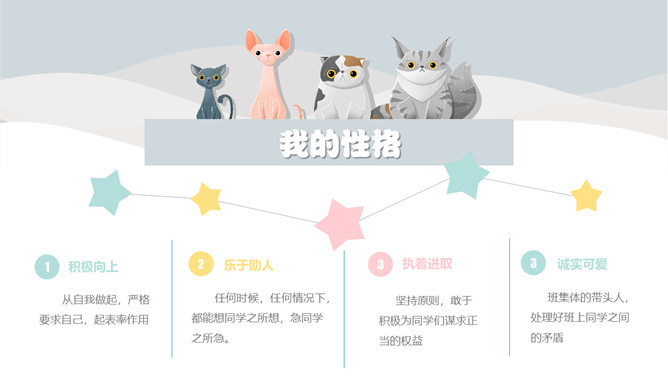 我的性格
1 积极向上
从自我做起，严格
要求自己，起表率作用
2 乐于助人
任何时候，任何情况下，
都能想同学之所想，急同学
之所急。
3 执着进取
坚持原则，敢于
积极为同学们谋求正
当的权益
3 诚实可爱
班集体的带头人，
处理好班上同学之间
的矛盾